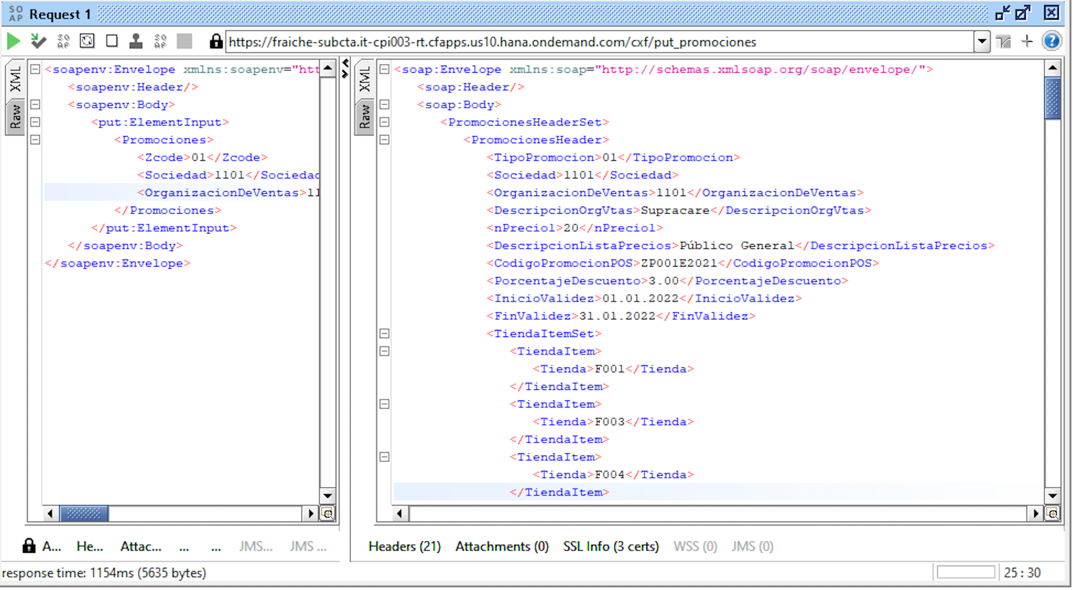 SO AP Request 1
https://fraiche-subcta.it-cpi003-rt.cfapps.us10.hana.ondemand.com/cxf/put_promociones
XML
Raw
<soapenv:Envelope xmlns:soapenv="htt
<soapenv:Header/>
<soapenv:Body>
<put:ElementInput>
<Promociones>
<Zcode>01</Zcode>
<Sociedad>1101</Sociedad
<OrganizacionDeVentas>11
</Promociones>
</put:ElementInput>
</soapenv:Body>
</soapenv:Envelope>
XML
Raw
<soap:Envelope xmlns:soap="http://schemas.xmlsoap.org/soap/envelope/">
<soap:Header/>
<soap:Body>
<PromocionesHeaderSet>
<PromocionesHeader>
<TipoPromocion>01</TipoPromocion>
<Sociedad>1101</Sociedad>
<OrganizacionDeVentas>1101</OrganizacionDeVentas>
<DescripcionOrgVtas>Supracare</DescripcionOrgVtas>
<nPreciol>20</nPreciol>
<DescripcionListaPrecios>Público General</DescripcionListaPrecios>
<CodigoPromocionPOS>ZP001E2021</CodigoPromocionPOS>
<PorcentajeDescuento>3.00</PorcentajeDescuento>
<InicioValidez>01.01.2022</InicioValidez>
<FinValidez>31.01.2022</FinValidez>
<TiendaItemSet>
<TiendaItem>
<Tienda>F001</Tienda>
</TiendaItem>
<TiendaItem>
<Tienda>F003</Tienda>
</TiendaItem>
<TiendaItem>
<Tienda>F004</Tienda>
</TiendaItem>
A... He... Attac... ... ... JMS... JMS ...
Headers (21) Attachments (0) SSL Info (3 certs) WSS (0) JMS (0)
response time: 1154ms (5635 bytes)
25 : 30